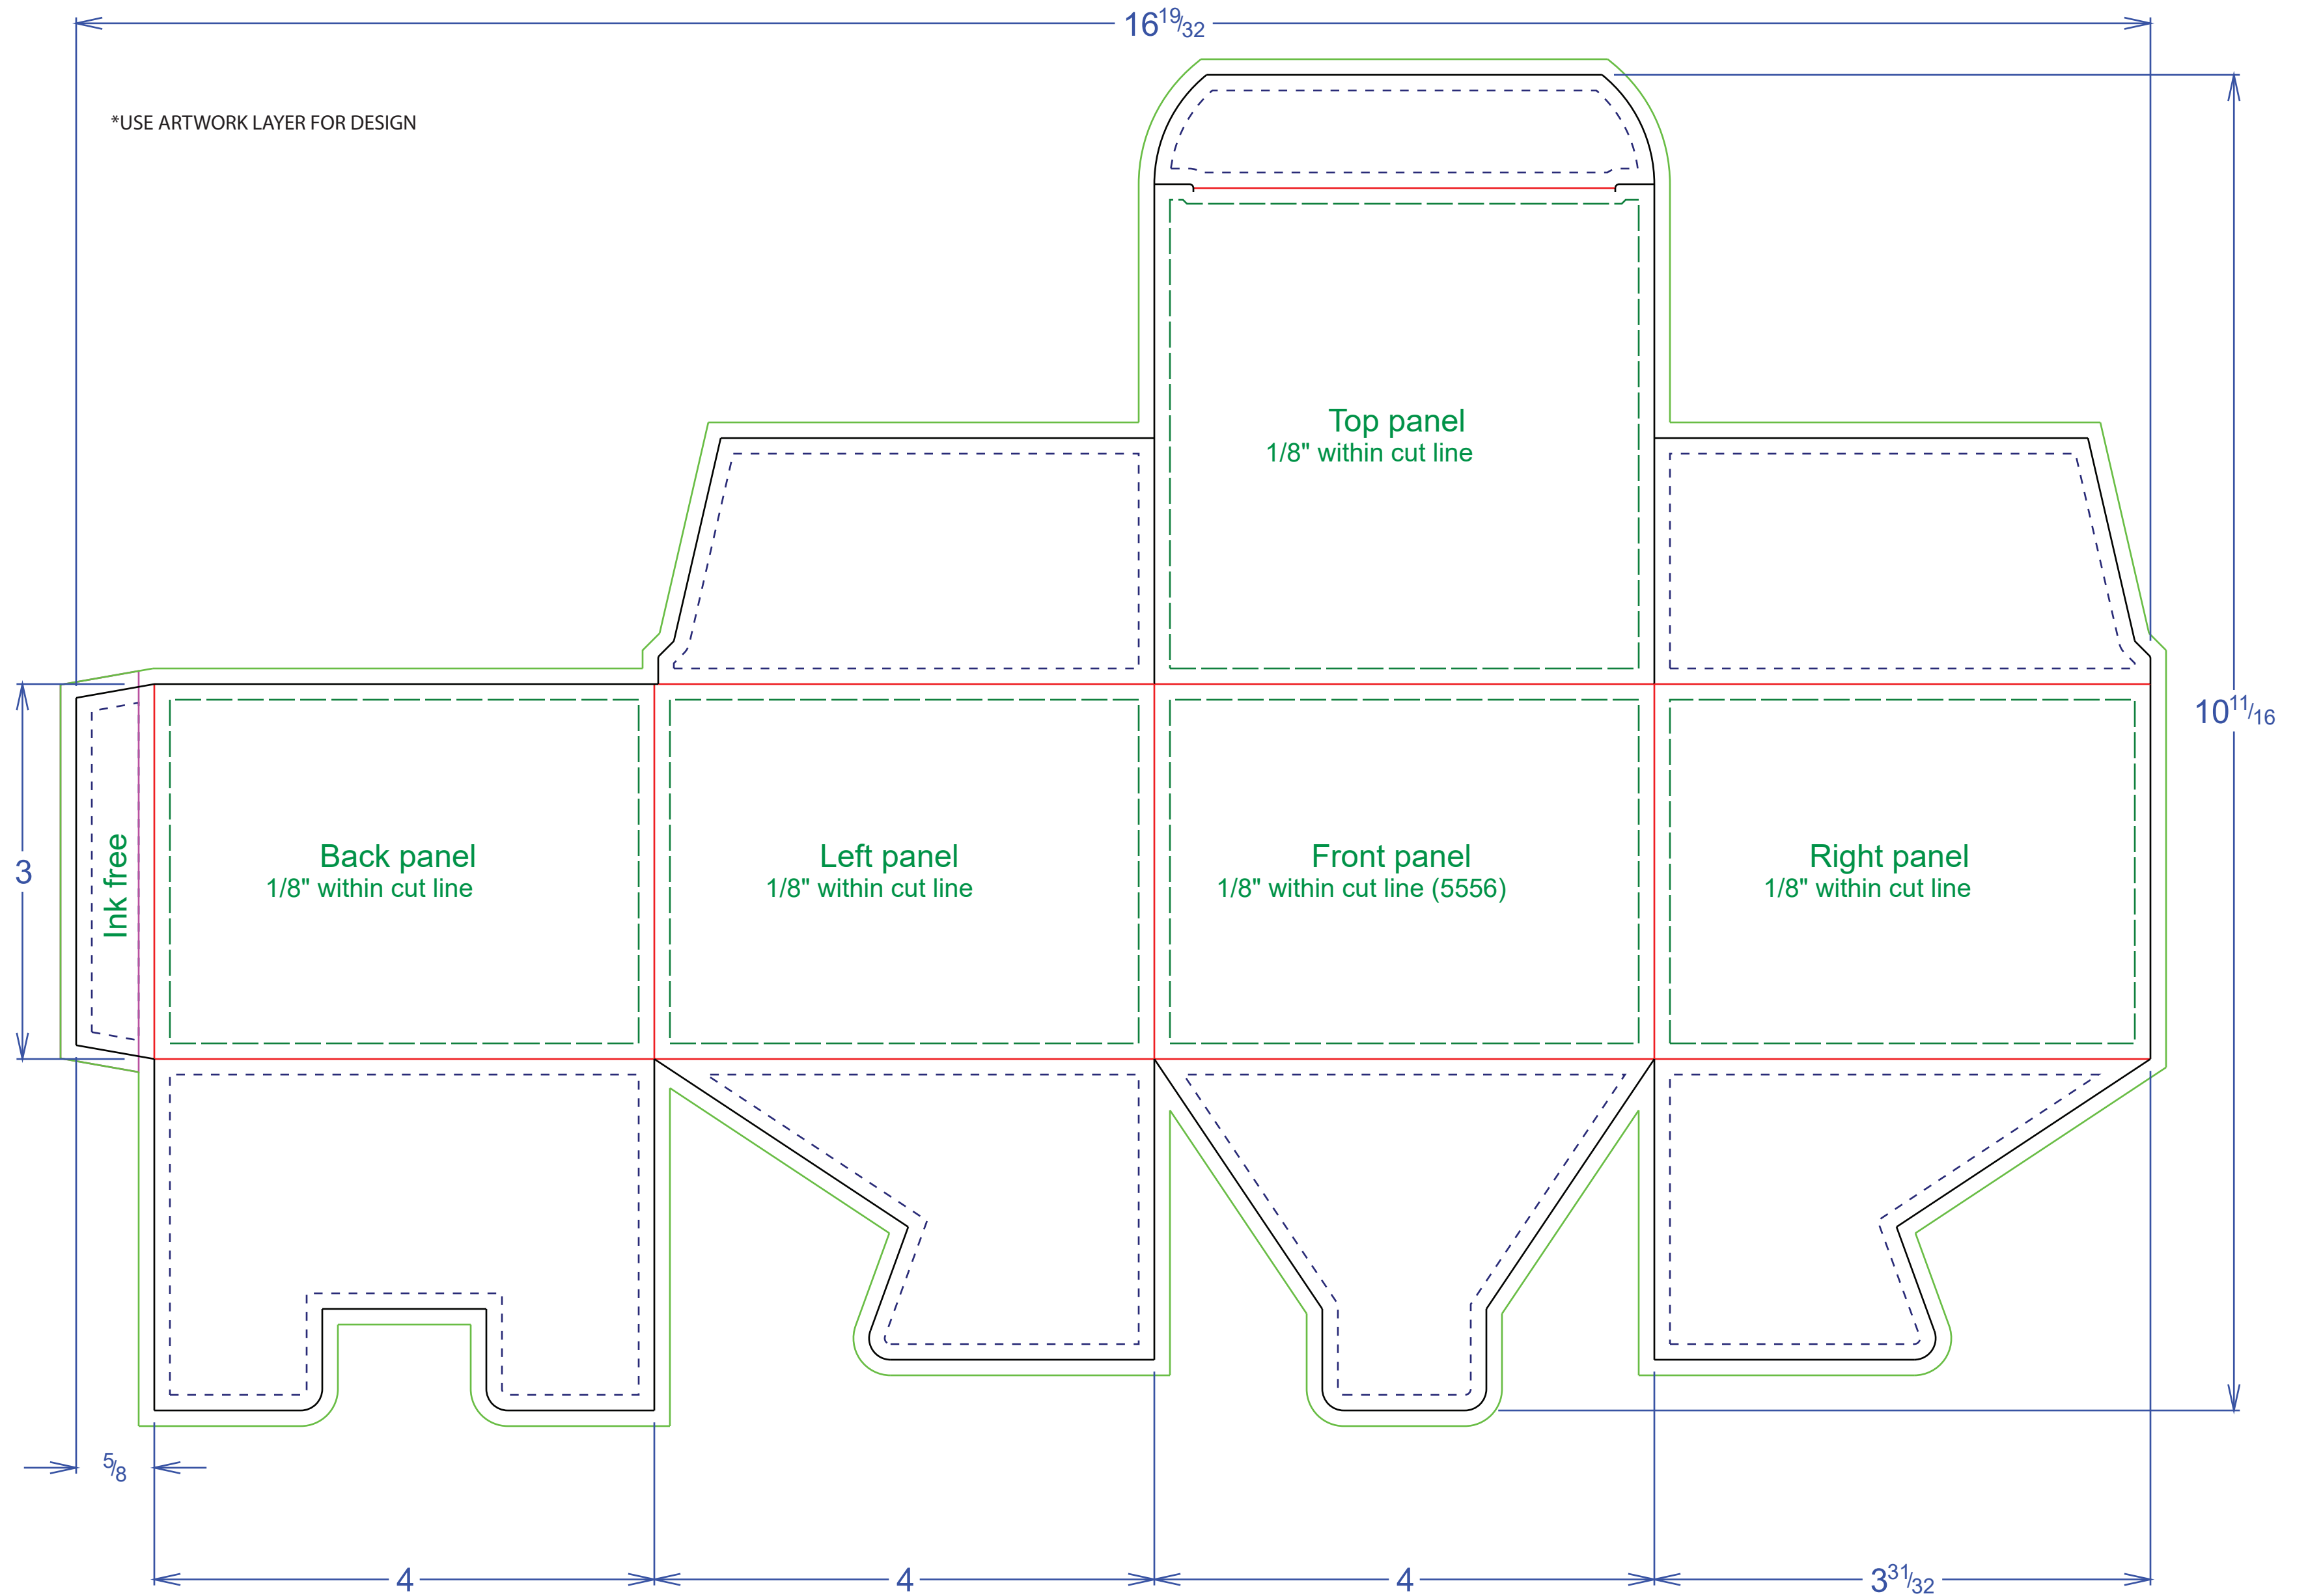 16 19/32
*USE ARTWORK LAYER FOR DESIGN
Top panel
1/8" within cut line
10 11/16
3
Ink free
Back panel
1/8" within cut line
Left panel
1/8" within cut line
Front panel
1/8" within cut line (5556)
Right panel
1/8" within cut line
5/8
4
4
4
3 31/32